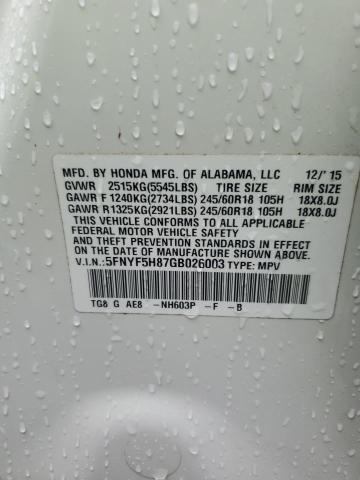 MFD. BY HONDA MFG. OF ALABAMA, LLC 12/'15
GVWR 2515KG(5545LBS) TIRE SIZE RIM SIZE
GAWR F 1240KG(2734LBS) 245/60R18 105H 18X8.0J
GAWR R1325KG(2921LBS) 245/60R18 105H 18X8.0J
THIS VEHICLE CONFORMS TO ALL APPLICABLE
FEDERAL MOTOR VEHICLE SAFETY AND THEFT
PREVENTION STANDARDS IN EFFECT ON THE DATE
OF MANUFACTURE SHOWN ABOVE.
V.I.N.:5FNYF5H87GB026003 TYPE: MPV
TG8 G AE8 -NH603P -F -B